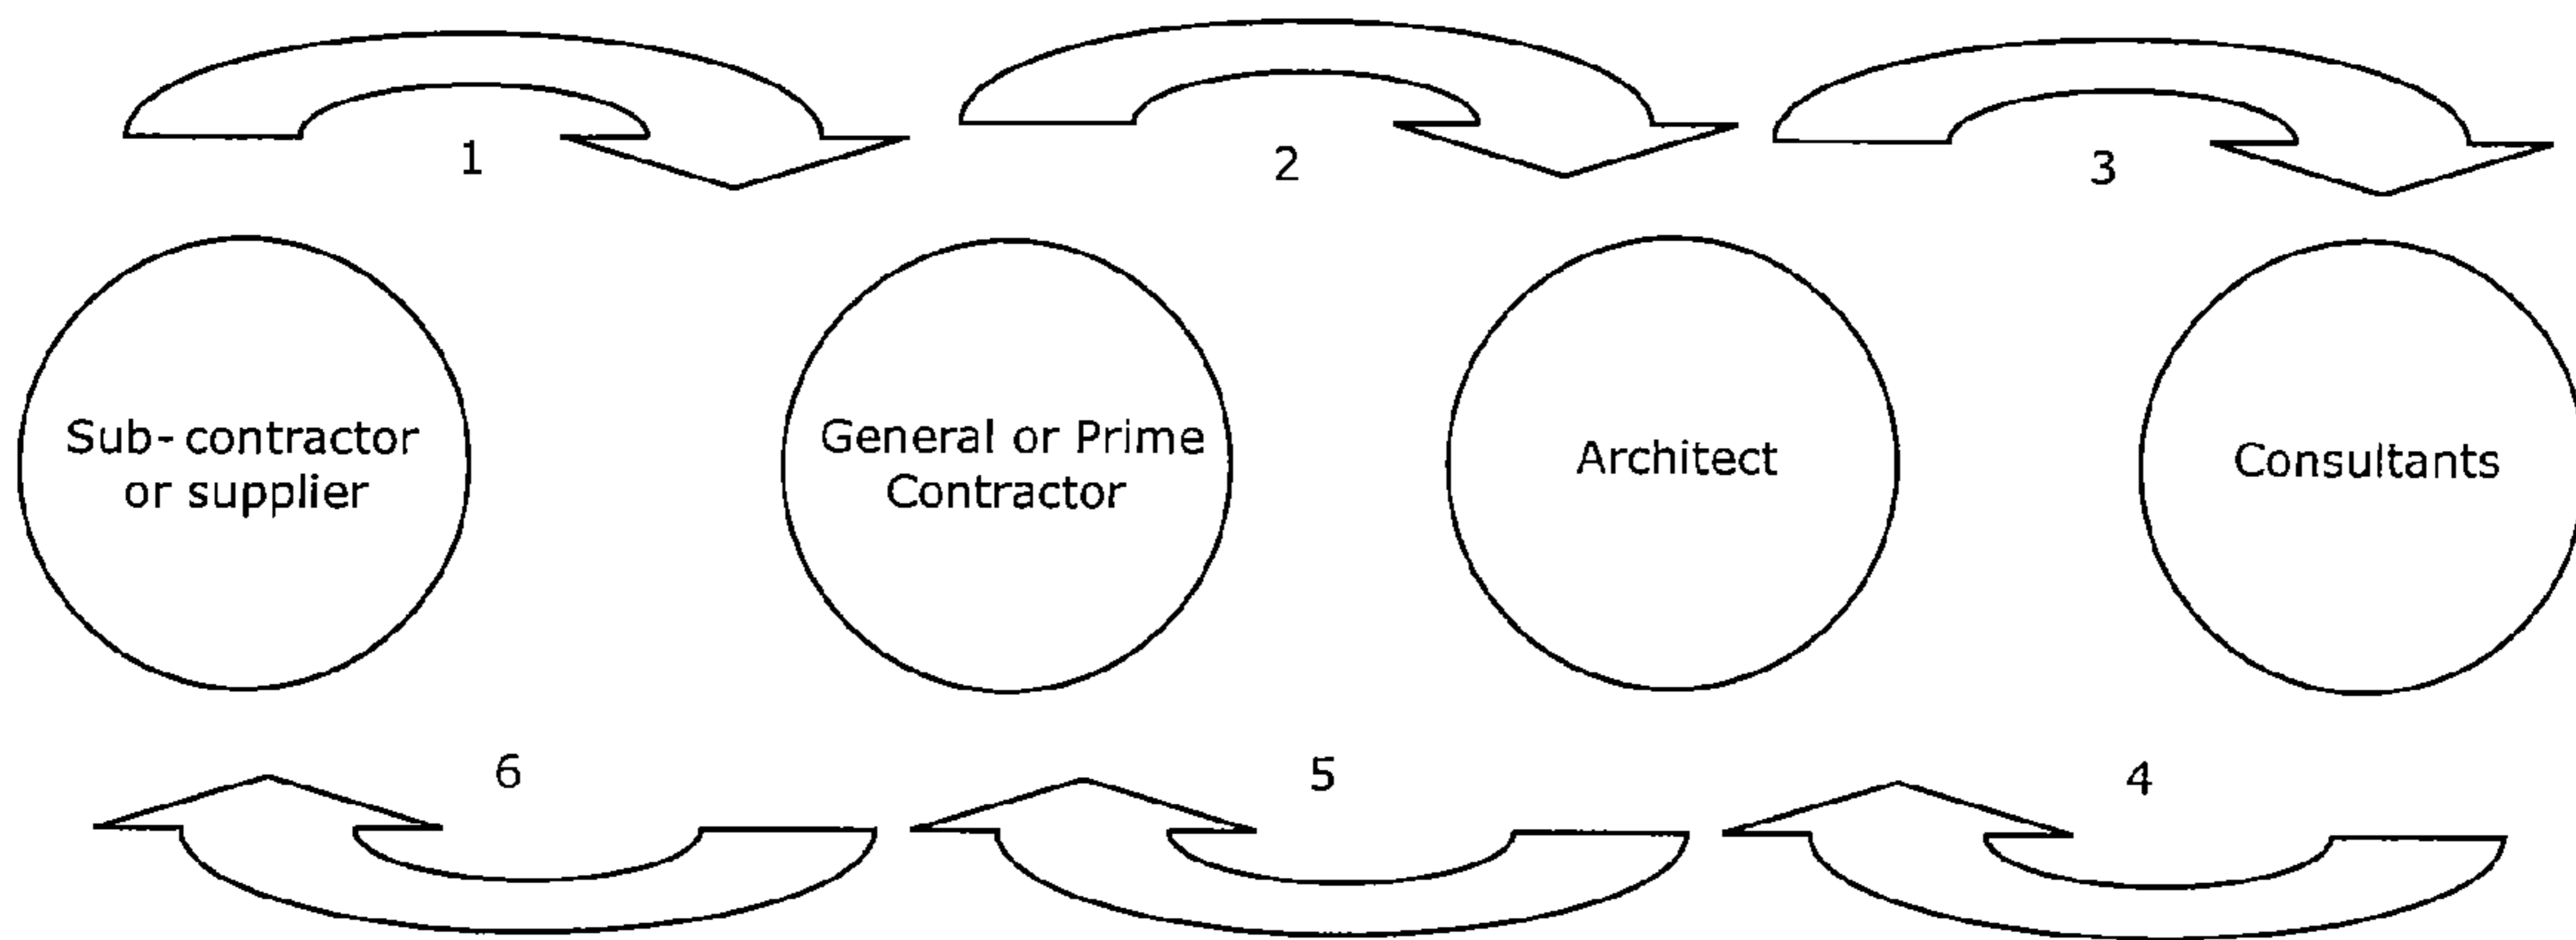 1
2
3
Sub- contractor
or supplier
General or Prime
Contractor
Architect
Consultants
6
5
4